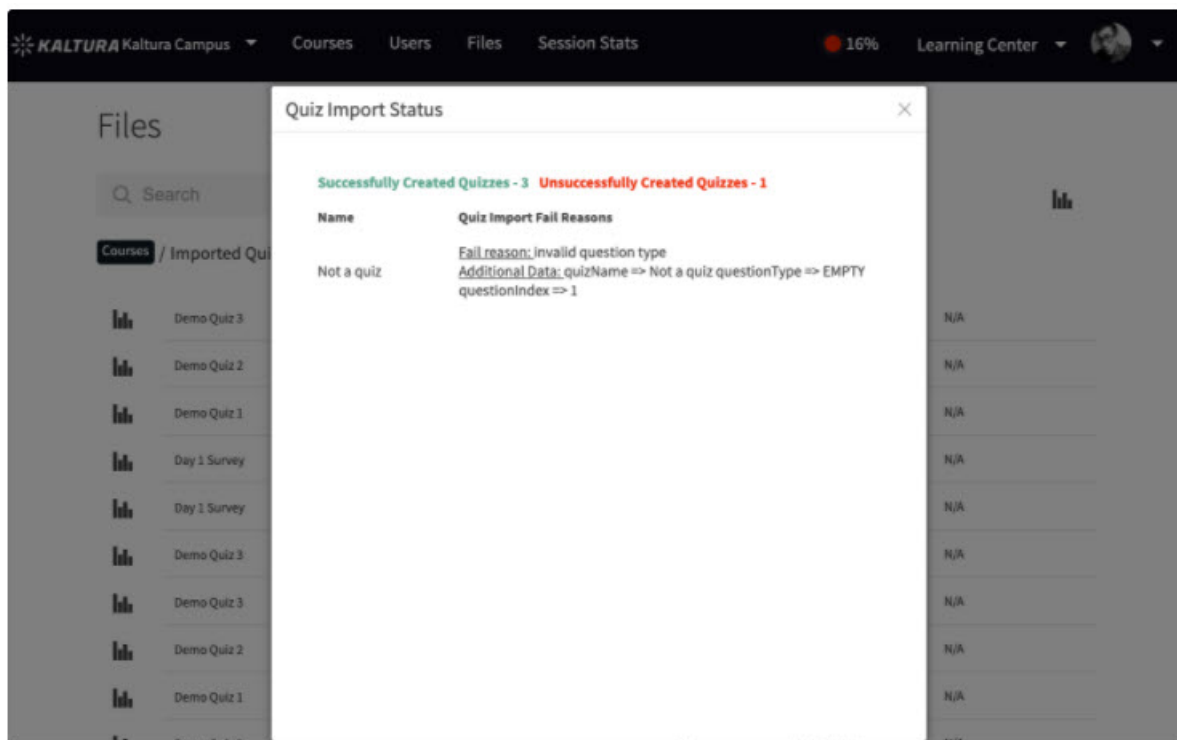 KALTURA Kaltura Campus Courses Users Files Session Stats 16% Learning Center
Files
Quiz Import Status
Search
Successfully Created Quizzes - 3 Unsuccessfully Created Quizzes - 1
Name Quiz Import Fail Reasons
Courses / Imported Qui
Fail reason: invalid question type
Not a quiz Additional Data: quizName => Not a quiz questionType => EMPTY
questionIndex => 1
Demo Quiz 3 N/A
Demo Quiz 2 N/A
Demo Quiz 1 N/A
Day 1 Survey N/A
Day 1 Survey N/A
Demo Quiz 3 N/A
Demo Quiz 3 N/A
Demo Quiz 2 N/A
Demo Quiz 1 N/A